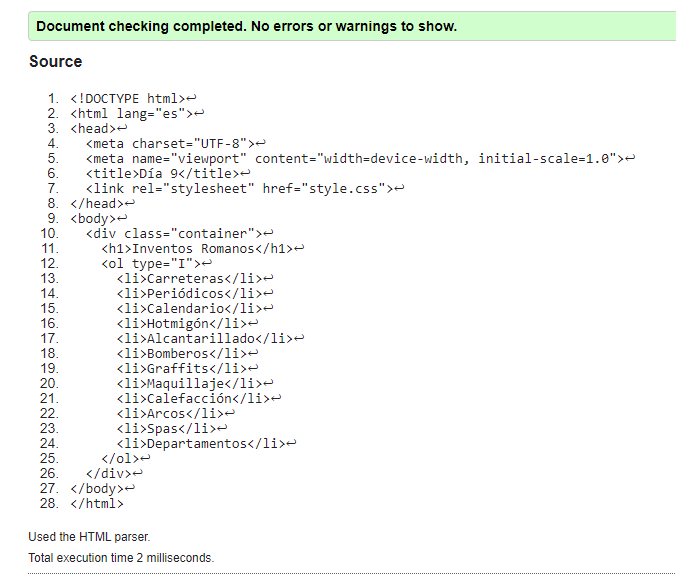 Document checking completed. No errors or warnings to show.
Source
1. <!DOCTYPE html>↩
2. <html lang="es">↩
3. <head>↩
4.   <meta charset="UTF-8">↩
5.   <meta name="viewport" content="width=device-width, initial-scale=1.0">↩
6.   <title>Día 9</title>↩
7.   <link rel="stylesheet" href="style.css">↩
8. </head>↩
9. <body>↩
10.   <div class="container">↩
11.     <h1>Inventos Romanos</h1>↩
12.     <ol type="I">↩
13.       <li>Carreteras</li>↩
14.       <li>Periódicos</li>↩
15.       <li>Calendario</li>↩
16.       <li>Hotmigón</li>↩
17.       <li>Alcantarillado</li>↩
18.       <li>Bomberos</li>↩
19.       <li>Graffits</li>↩
20.       <li>Maquillaje</li>↩
21.       <li>Calefacción</li>↩
22.       <li>Arcos</li>↩
23.       <li>Spas</li>↩
24.       <li>Departamentos</li>↩
25.     </ol>↩
26.   </div>↩
27. </body>↩
28. </html>
Used the HTML parser.
Total execution time 2 milliseconds.